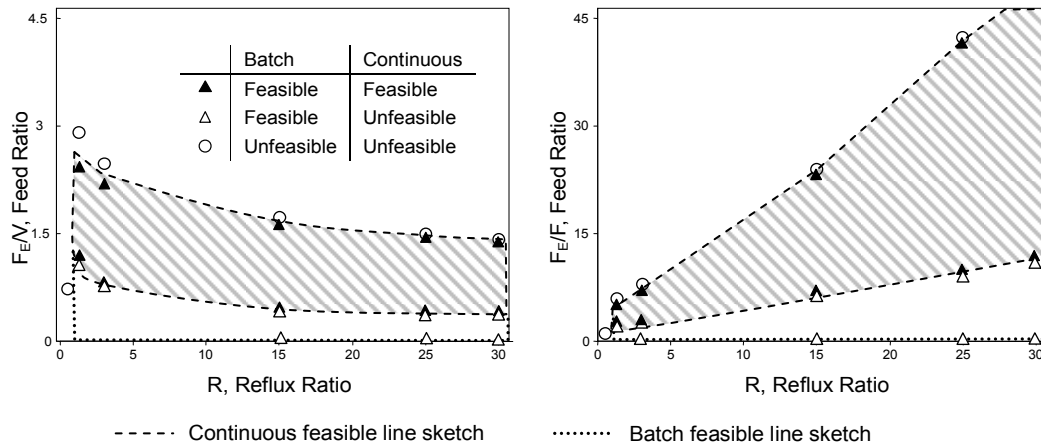 4.5
3
1.5
0
F_E/V, Feed Ratio
Batch Continuous
Feasible Feasible
Feasible Unfeasible
Unfeasible Unfeasible
0 5 10 15 20 25 30
R, Reflux Ratio
45
30
15
0
F_E/F, Feed Ratio
0 5 10 15 20 25 30
R, Reflux Ratio
Continuous feasible line sketch
Batch feasible line sketch